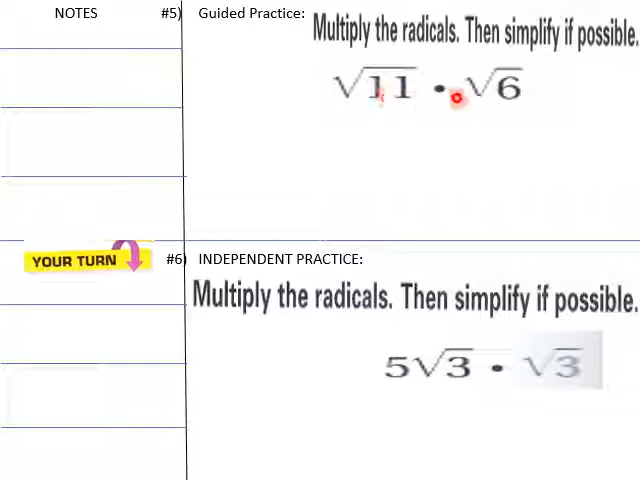 NOTES
#5) Guided Practice:
Multiply the radicals. Then simplify if possible.
√11 • √6
YOUR TURN
#6) INDEPENDENT PRACTICE:
Multiply the radicals. Then simplify if possible.
5√3 • √3